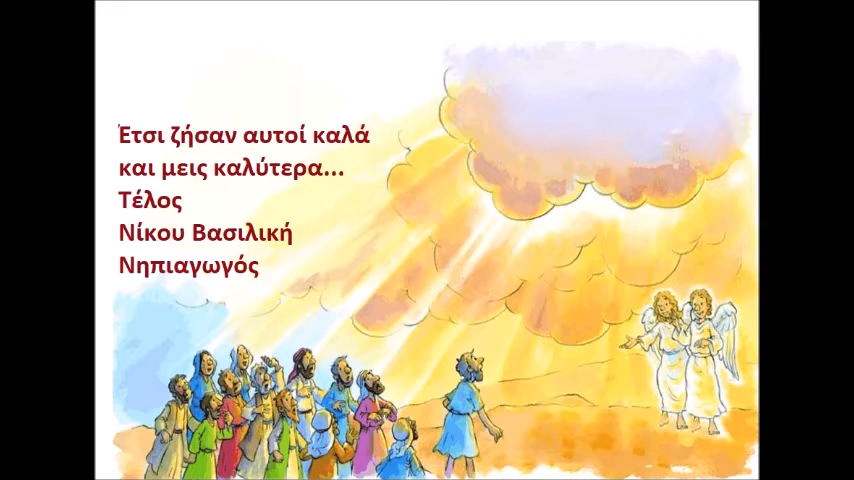 Έτσι ζήσαν αυτοί καλά
και μεις καλύτερα...
Τέλος
Νίκου Βασιλική
Νηπιαγωγός